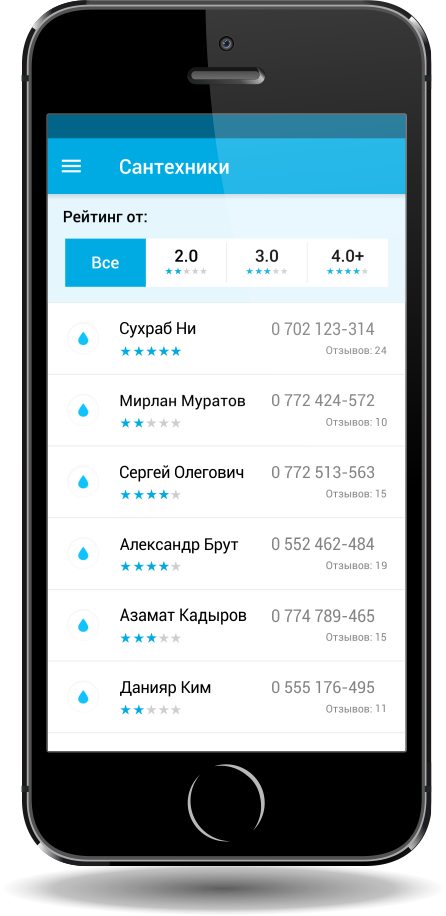 Сантехники
Рейтинг от:
Все
2.0
3.0
4.0+
Сухраб Ни 0 702 123-314
Отзывов: 24
Мирлан Муратов 0 772 424-572
Отзывов: 10
Сергей Олегович 0 772 513-563
Отзывов: 15
Александр Брут 0 552 462-484
Отзывов: 19
Азамат Кадыров 0 774 789-465
Отзывов: 15
Данияр Ким 0 555 176-495
Отзывов: 11